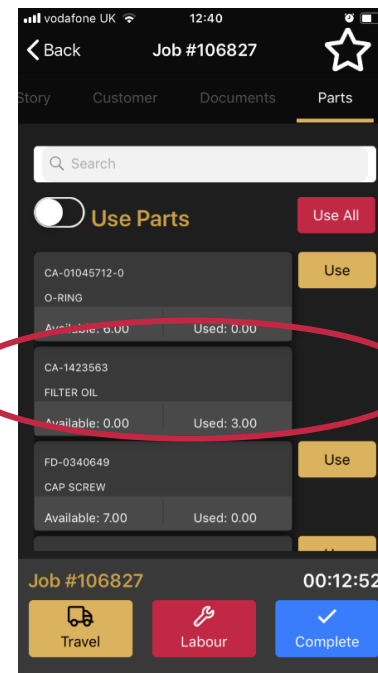 vodafone UK 12:40
Back Job #106827
Story Customer Documents Parts
Search
Use Parts Use All
CA-01045712-0 Use
O-RING
Available: 6.00 Used: 0.00
CA-1423563
FILTER OIL
Available: 0.00 Used: 3.00
FD-0340649 Use
CAP SCREW
Available: 7.00 Used: 0.00
Job #106827 00:12:52
Travel Labour Complete